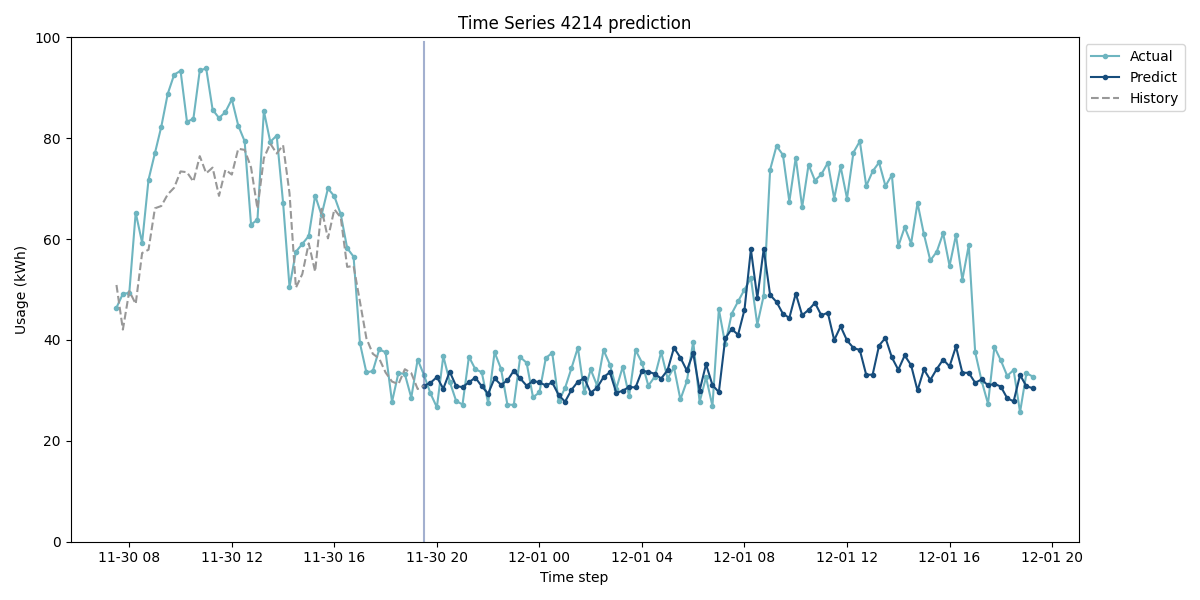 Time Series 4214 prediction
100
80
60
40
20
0
Usage (kWh)
11-30 08
11-30 12
11-30 16
11-30 20
12-01 00
12-01 04
12-01 08
12-01 12
12-01 16
12-01 20
Time step
Actual
Predict
History